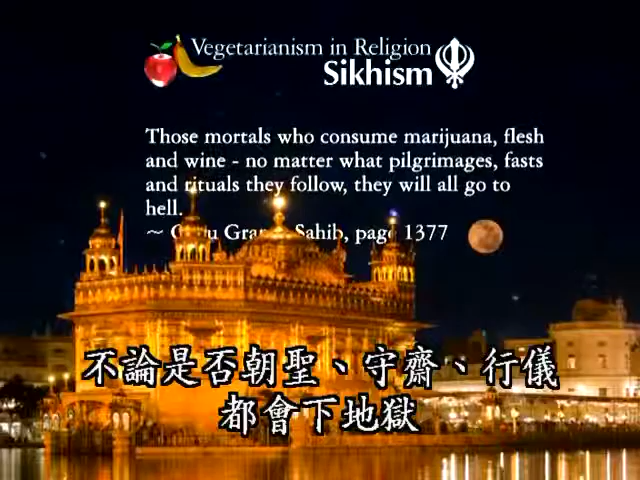 Vegetarianism in Religion
Sikhism
Those mortals who consume marijuana, flesh
and wine - no matter what pilgrimages, fasts
and rituals they follow, they will all go to
hell.
~ Sahib, page 1377
不論是否朝聖、守齋、行儀
都會下地獄